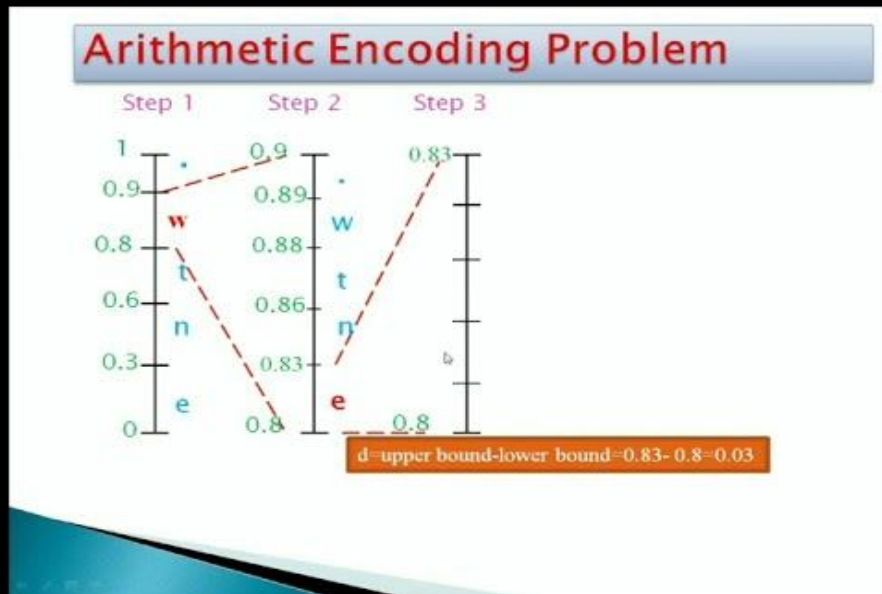 Arithmetic Encoding Problem
Step 1 Step 2 Step 3
1 . 0.9 0.83
0.9 0.89 .
w w
0.8 0.88
t t
0.6 0.86
n n
0.3 0.83
e e
0 0.8 0.8
d=upper bound-lower bound=0.83- 0.8=0.03